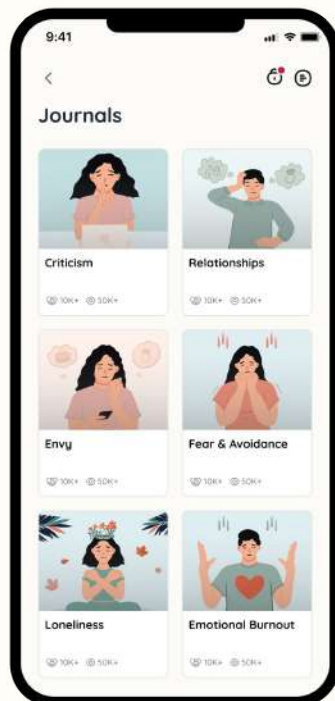 9:41
Journals
Criticism
Relationships
10K+ 50K+
10K+ 50K+
Envy
Fear & Avoidance
10K+ 50K+
10K+ 50K+
Loneliness
Emotional Burnout
10K+ 50K+
10K+ 50K+